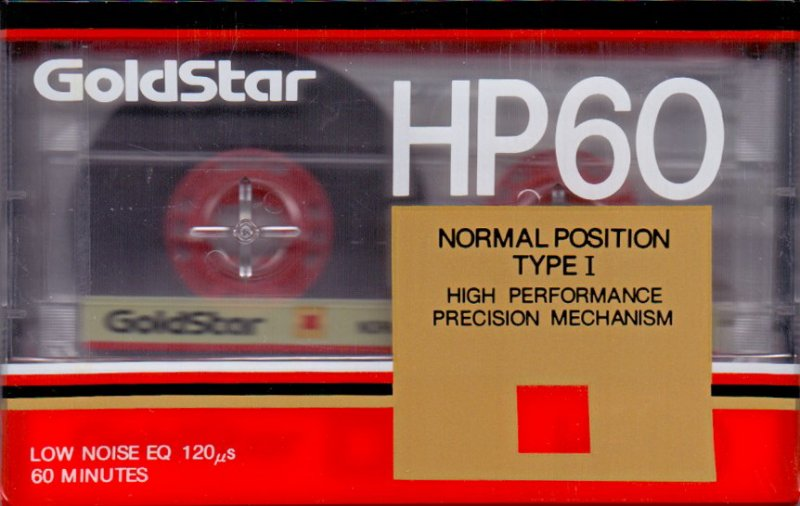 GoldStar
HP60
NORMAL POSITION
TYPE I
HIGH PERFORMANCE
PRECISION MECHANISM
GoldStar
LOW NOISE EQ 120µs
60 MINUTES